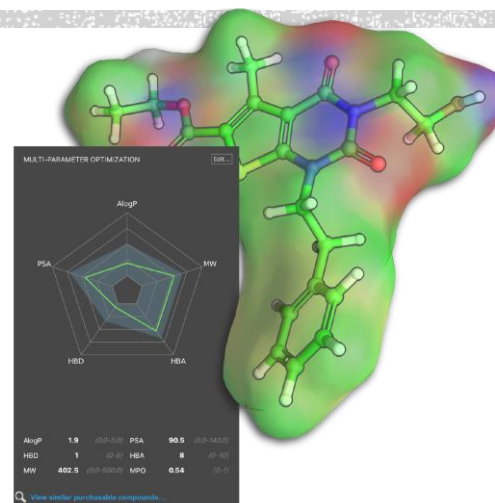 MULTI-PARAMETER OPTIMIZATION Edit...
AlogP
PSA MW
HBD HBA
AlogP 1.9 (0.0-5.0) PSA 90.5 (0.0-140.0)
HBD 1 (0-5) HBA 8 (0-10)
MW 402.5 (0.0-500.0) MPO 0.54 (0-1)
View similar purchasable compounds...